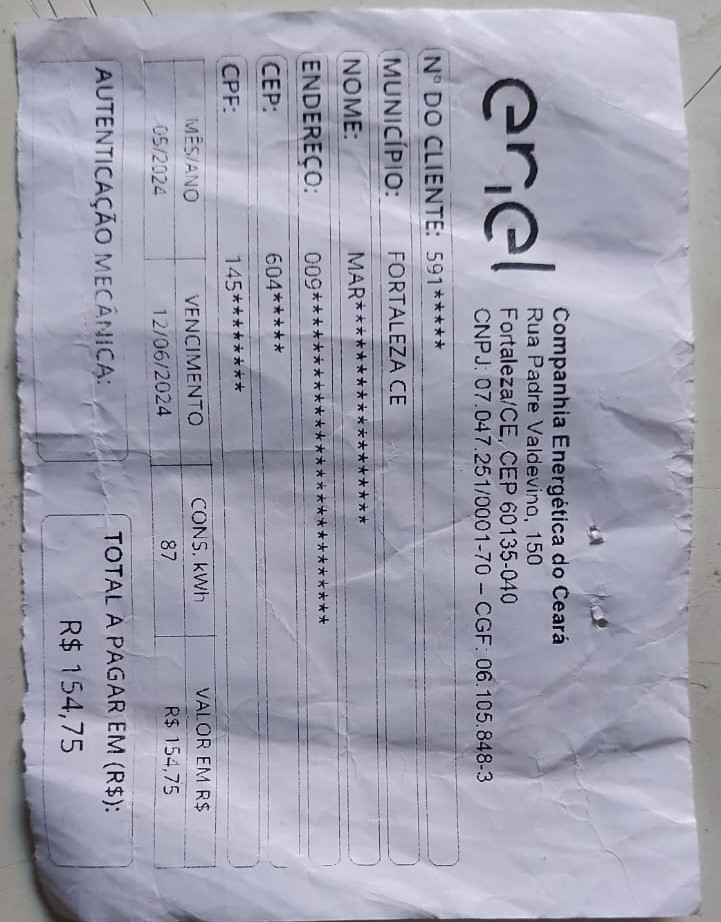 enel
Companhia Energética do Ceará
Rua Padre Valdevino, 150
Fortaleza/CE, CEP 60135-040
CNPJ: 07.047.251/0001-70 – CGF: 06.105.848-3
Nº DO CLIENTE: 591*****
MUNICÍPIO: FORTALEZA CE
NOME: MAR********************
ENDEREÇO: 009******************************
CEP: 604*****
CPF: 145********
MÊS/ANO VENCIMENTO CONS. kWh VALOR EM R$
05/2024 12/06/2024 87 R$ 154,75
AUTENTICAÇÃO MECÂNICA: TOTAL A PAGAR EM (R$):
R$ 154,75